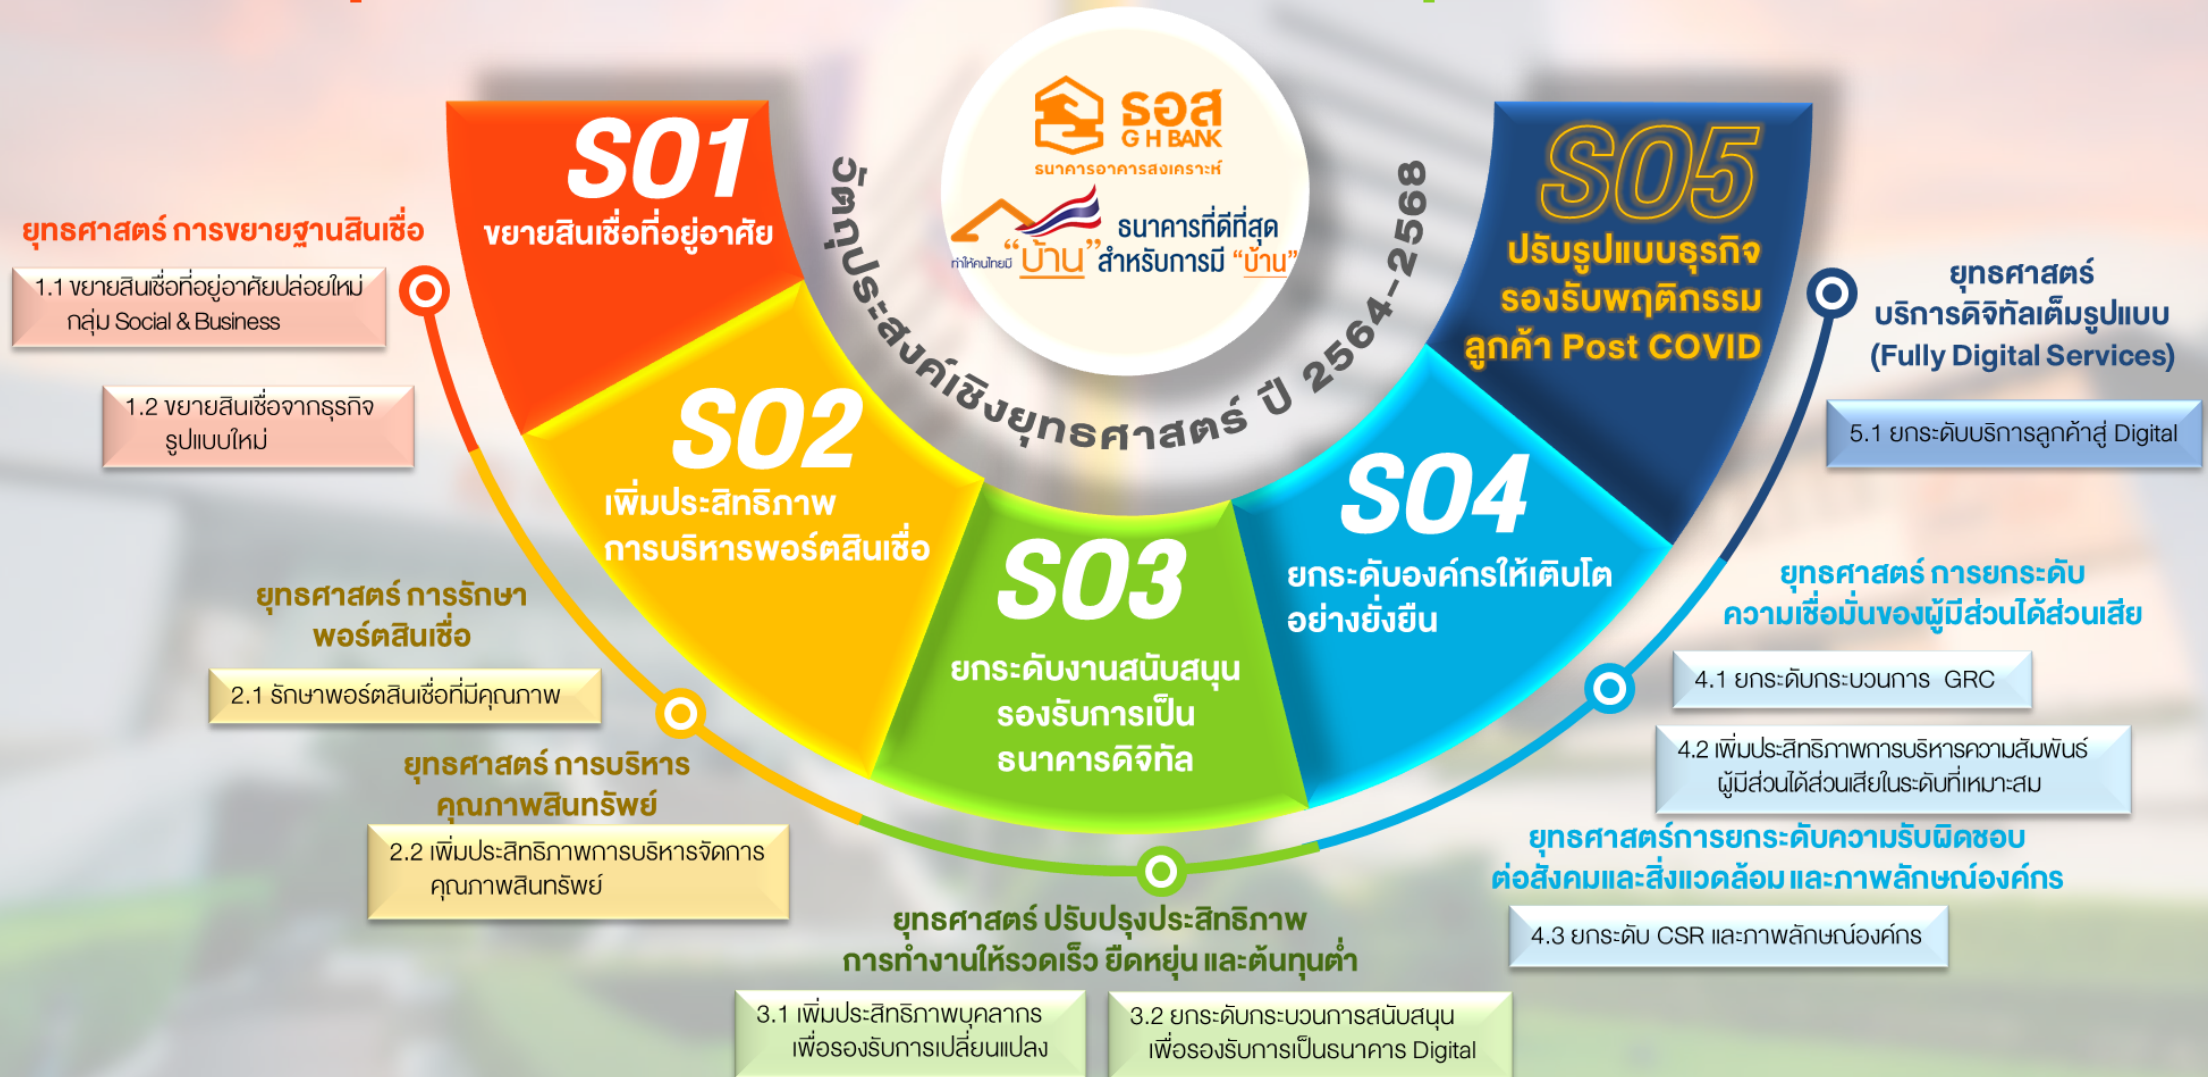 ธอส
G H BANK
ธนาคารอาคารสงเคราะห์
ทำให้คนไทยมี "บ้าน"
ธนาคารที่ดีที่สุด
สำหรับการมี "บ้าน"
วัตถุประสงค์เชิงยุทธศาสตร์ ปี 2564-2568
SO1
ขยายสินเชื่อที่อยู่อาศัย
ยุทธศาสตร์ การขยายฐานสินเชื่อ
1.1 ขยายสินเชื่อที่อยู่อาศัยปล่อยใหม่
กลุ่ม Social & Business
1.2 ขยายสินเชื่อจากธุรกิจ
รูปแบบใหม่
SO2
เพิ่มประสิทธิภาพ
การบริหารพอร์ตสินเชื่อ
ยุทธศาสตร์ การรักษา
พอร์ตสินเชื่อ
2.1 รักษาพอร์ตสินเชื่อที่มีคุณภาพ
ยุทธศาสตร์ การบริหาร
คุณภาพสินทรัพย์
2.2 เพิ่มประสิทธิภาพการบริหารจัดการ
คุณภาพสินทรัพย์
SO3
ยกระดับงานสนับสนุน
รองรับการเป็น
ธนาคารดิจิทัล
ยุทธศาสตร์ ปรับปรุงประสิทธิภาพ
การทำงานให้รวดเร็ว ยืดหยุ่น และต้นทุนต่ำ
3.1 เพิ่มประสิทธิภาพบุคลากร
เพื่อรองรับการเปลี่ยนแปลง
3.2 ยกระดับกระบวนการสนับสนุน
เพื่อรองรับการเป็นธนาคาร Digital
SO4
ยกระดับองค์กรให้เติบโต
อย่างยั่งยืน
ยุทธศาสตร์ การยกระดับ
ความเชื่อมั่นของผู้มีส่วนได้ส่วนเสีย
4.1 ยกระดับกระบวนการ GRC
4.2 เพิ่มประสิทธิภาพการบริหารความสัมพันธ์
ผู้มีส่วนได้ส่วนเสียในระดับที่เหมาะสม
ยุทธศาสตร์การยกระดับความรับผิดชอบ
ต่อสังคมและสิ่งแวดล้อม และภาพลักษณ์องค์กร
4.3 ยกระดับ CSR และภาพลักษณ์องค์กร
SO5
ปรับรูปแบบธุรกิจ
รองรับพฤติกรรม
ลูกค้า Post COVID
ยุทธศาสตร์
บริการดิจิทัลเต็มรูปแบบ
(Fully Digital Services)
5.1 ยกระดับบริการลูกค้าสู่ Digital